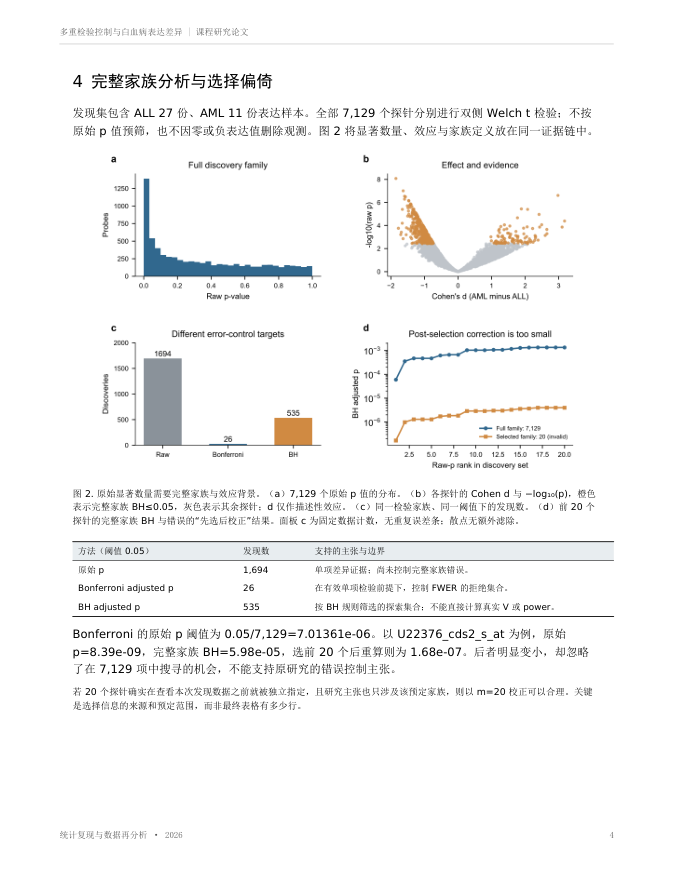 多重检验控制与白血病表达差异 | 课程研究论文
4 完整家族分析与选择偏倚
发现集包含 ALL 27 份、AML 11 份表达样本。全部 7,129 个探针分别进行双侧 Welch t 检验；不按
原始 p 值预筛，也不因零或负表达值删除观测。图 2 将显著数量、效应与家族定义放在同一证据链中。
a
Full discovery family
Probes
1250
1000
750
500
250
0
0.0 0.2 0.4 0.6 0.8 1.0
Raw p-value
b
Effect and evidence
-log10(raw p)
8
6
4
2
0
−2 −1 0 1 2 3
Cohen's d (AML minus ALL)
c
Different error-control targets
Discoveries
2000
1500
1000
500
0
1694
26
535
Raw Bonferroni BH
d
Post-selection correction is too small
BH adjusted p
10⁻³
10⁻⁴
10⁻⁵
10⁻⁶
Full family: 7,129
Selected family: 20 (invalid)
2.5 5.0 7.5 10.0 12.5 15.0 17.5 20.0
Raw-p rank in discovery set
图 2. 原始显著数量需要完整家族与效应背景。（a）7,129 个原始 p 值的分布。（b）各探针的 Cohen d 与 −log₁₀(p)，橙色
表示完整家族 BH≤0.05，灰色表示其余探针；d 仅作描述性效应。（c）同一检验家族、同一阈值下的发现数。（d）前 20 个
探针的完整家族 BH 与错误的“先选后校正”结果。面板 c 为固定数据计数，无重复误差条；散点无额外滤除。
方法（阈值 0.05） 发现数 支持的主张与边界
原始 p 1,694 单项差异证据；尚未控制完整家族错误。
Bonferroni adjusted p 26 在有效单项检验前提下，控制 FWER 的拒绝集合。
BH adjusted p 535 按 BH 规则筛选的探索集合；不能直接计算真实 V 或 power。
Bonferroni 的原始 p 阈值为 0.05/7,129=7.01361e-06。以 U22376_cds2_s_at 为例，原始
p=8.39e-09，完整家族 BH=5.98e-05，选前 20 个后重算则为 1.68e-07。后者明显变小，却忽略
了在 7,129 项中搜寻的机会，不能支持原研究的错误控制主张。
若 20 个探针确实在查看本次发现数据之前就被独立指定，且研究主张也只涉及该预定家族，则以 m=20 校正可以合理。关键
是选择信息的来源和预定范围，而非最终表格有多少行。
统计复现与数据再分析 • 2026
4